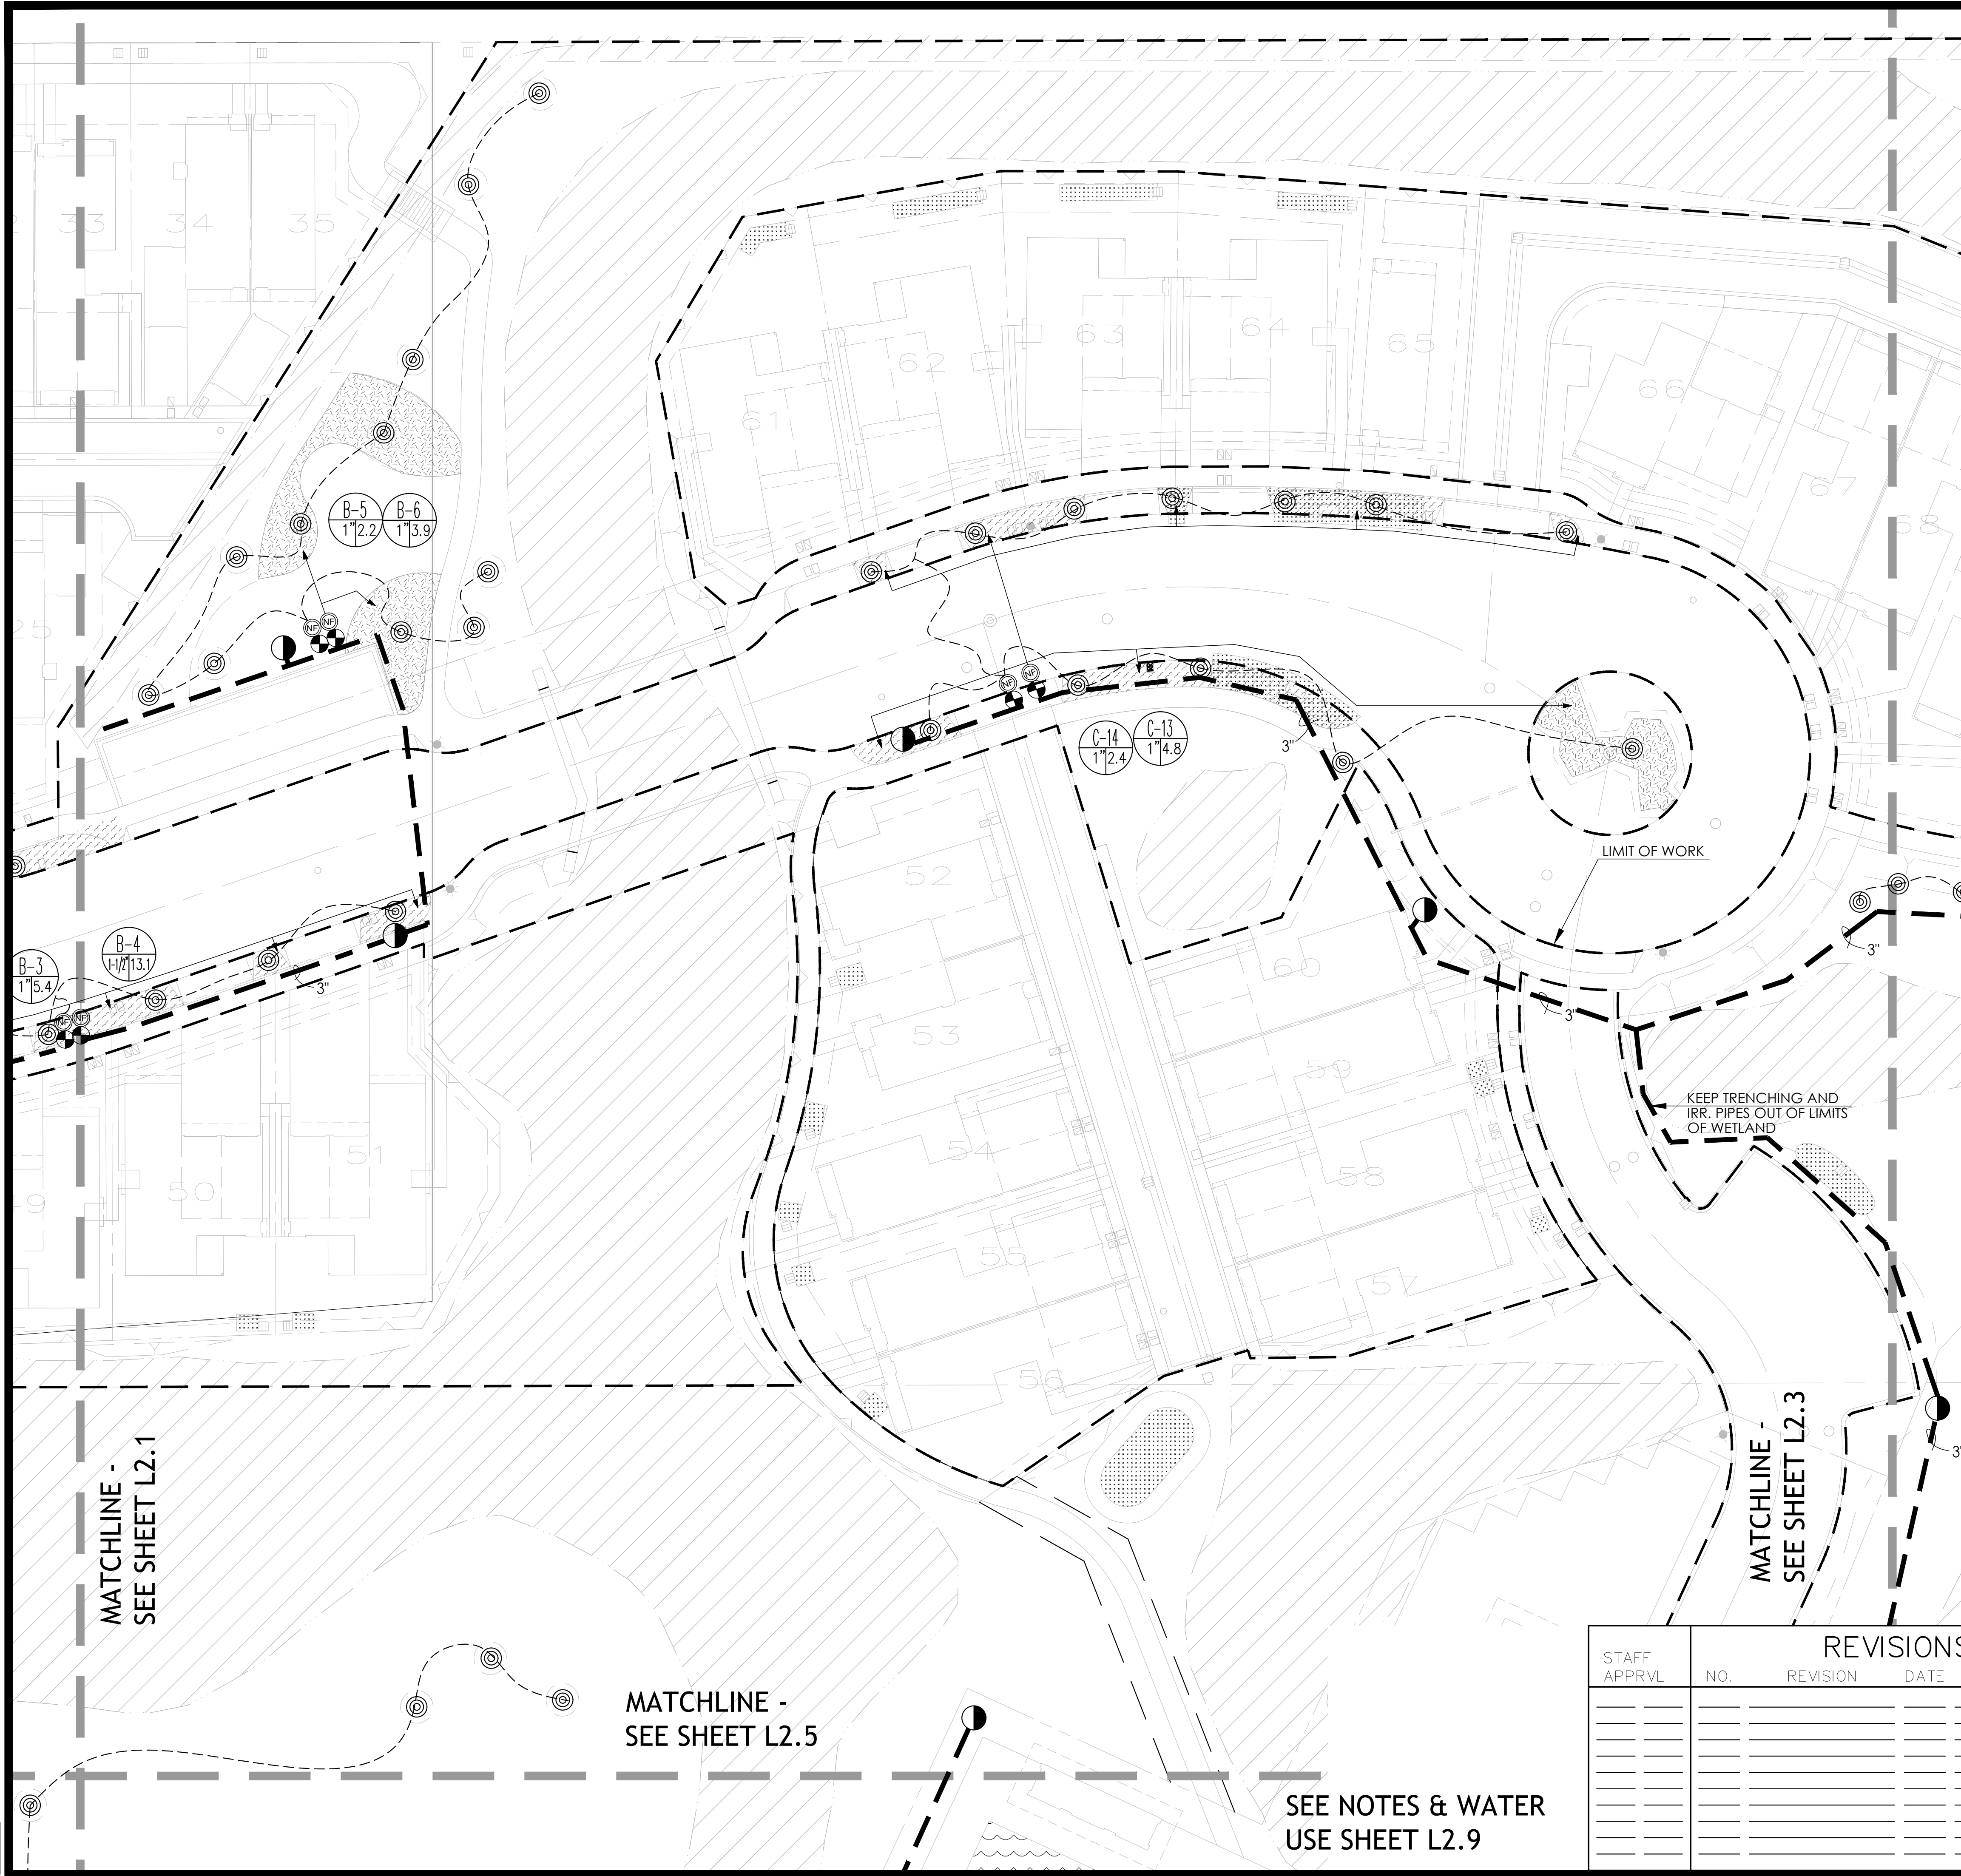 33
34
35
25
B-5
1" 2.2
B-6
1" 3.9
NF
NF
61
62
63
64
65
66
67
68
NF
NF
C-14
1" 2.4
C-13
1" 4.8
3"
LIMIT OF WORK
B-3
1" 5.4
B-4
1-1/2" 13.1
NF
NF
3"
3"
3"
52
53
54
55
56
57
58
59
60
50
51
KEEP TRENCHING AND
IRR. PIPES OUT OF LIMITS
OF WETLAND
3"
MATCHLINE -
SEE SHEET L2.1
MATCHLINE -
SEE SHEET L2.3
MATCHLINE -
SEE SHEET L2.5
SEE NOTES & WATER
USE SHEET L2.9
REVISIONS
STAFF
APPRVL
NO. REVISION DATE